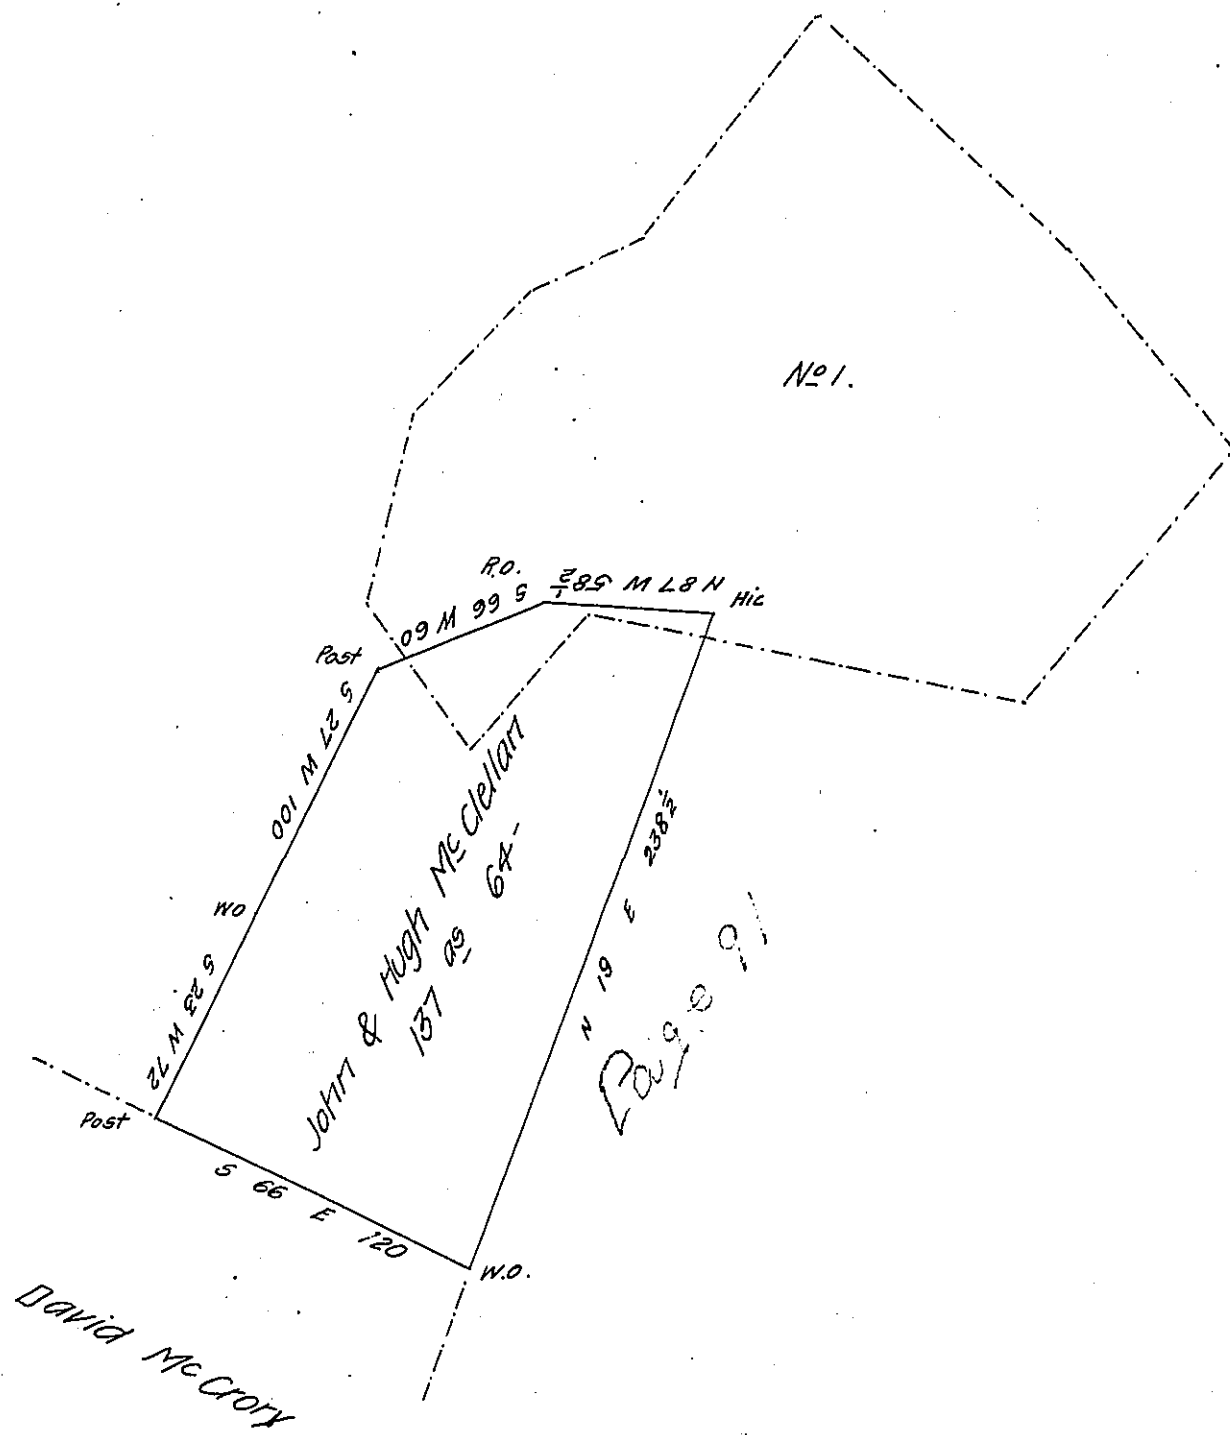 Nº 1.
R.O.
S 66 W 60
N 87 W 58½
Hic
Post
S 27 W 100
WO
S 23 W 72
Post
S 66 E 120
W.O.
N 19 E 238½
John & Hugh McClellan
137 as 64-
Page 91
David McCrory